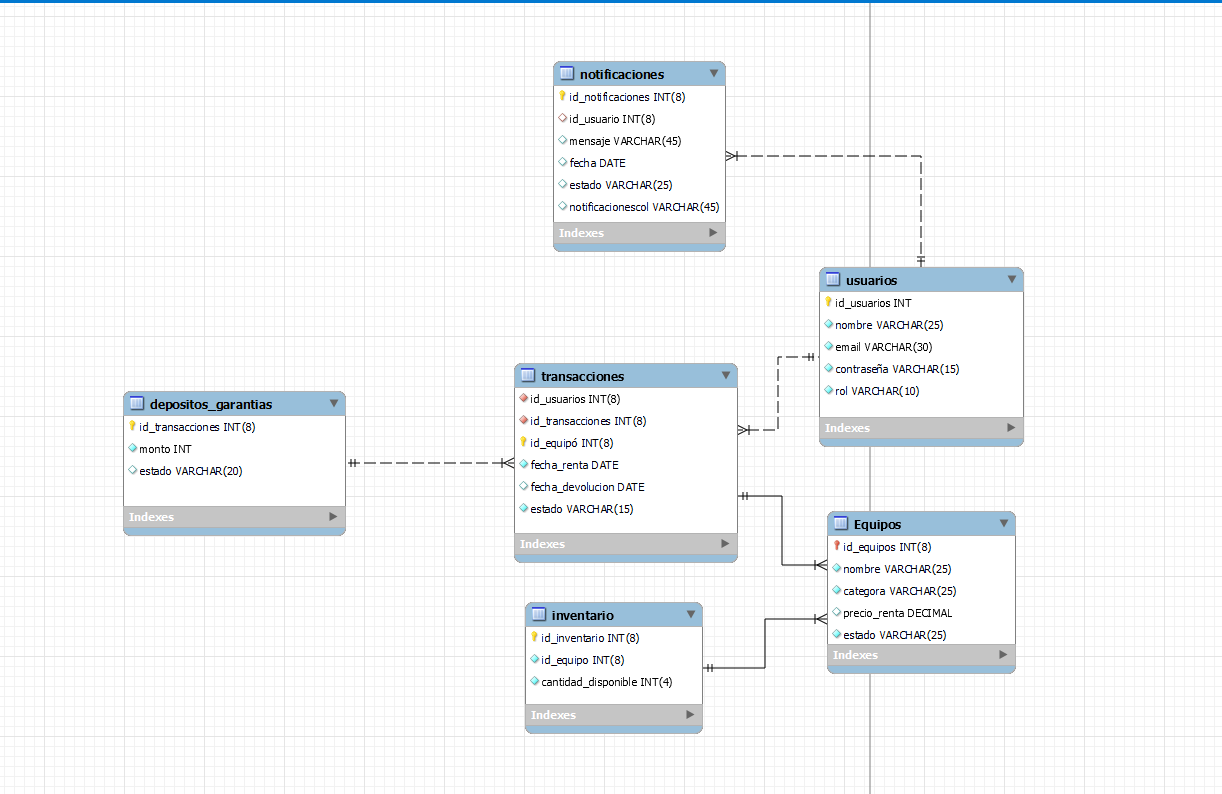 notificaciones
id_notificaciones INT(8)
id_usuario INT(8)
mensaje VARCHAR(45)
fecha DATE
estado VARCHAR(25)
notificacionescol VARCHAR(45)
Indexes
usuarios
id_usuarios INT
nombre VARCHAR(25)
email VARCHAR(30)
contraseña VARCHAR(15)
rol VARCHAR(10)
Indexes
transacciones
id_usuarios INT(8)
id_transacciones INT(8)
id_equipó INT(8)
fecha_renta DATE
fecha_devolucion DATE
estado VARCHAR(15)
Indexes
depositos_garantias
id_transacciones INT(8)
monto INT
estado VARCHAR(20)
Indexes
Equipos
id_equipos INT(8)
nombre VARCHAR(25)
categora VARCHAR(25)
precio_renta DECIMAL
estado VARCHAR(25)
Indexes
inventario
id_inventario INT(8)
id_equipo INT(8)
cantidad_disponible INT(4)
Indexes